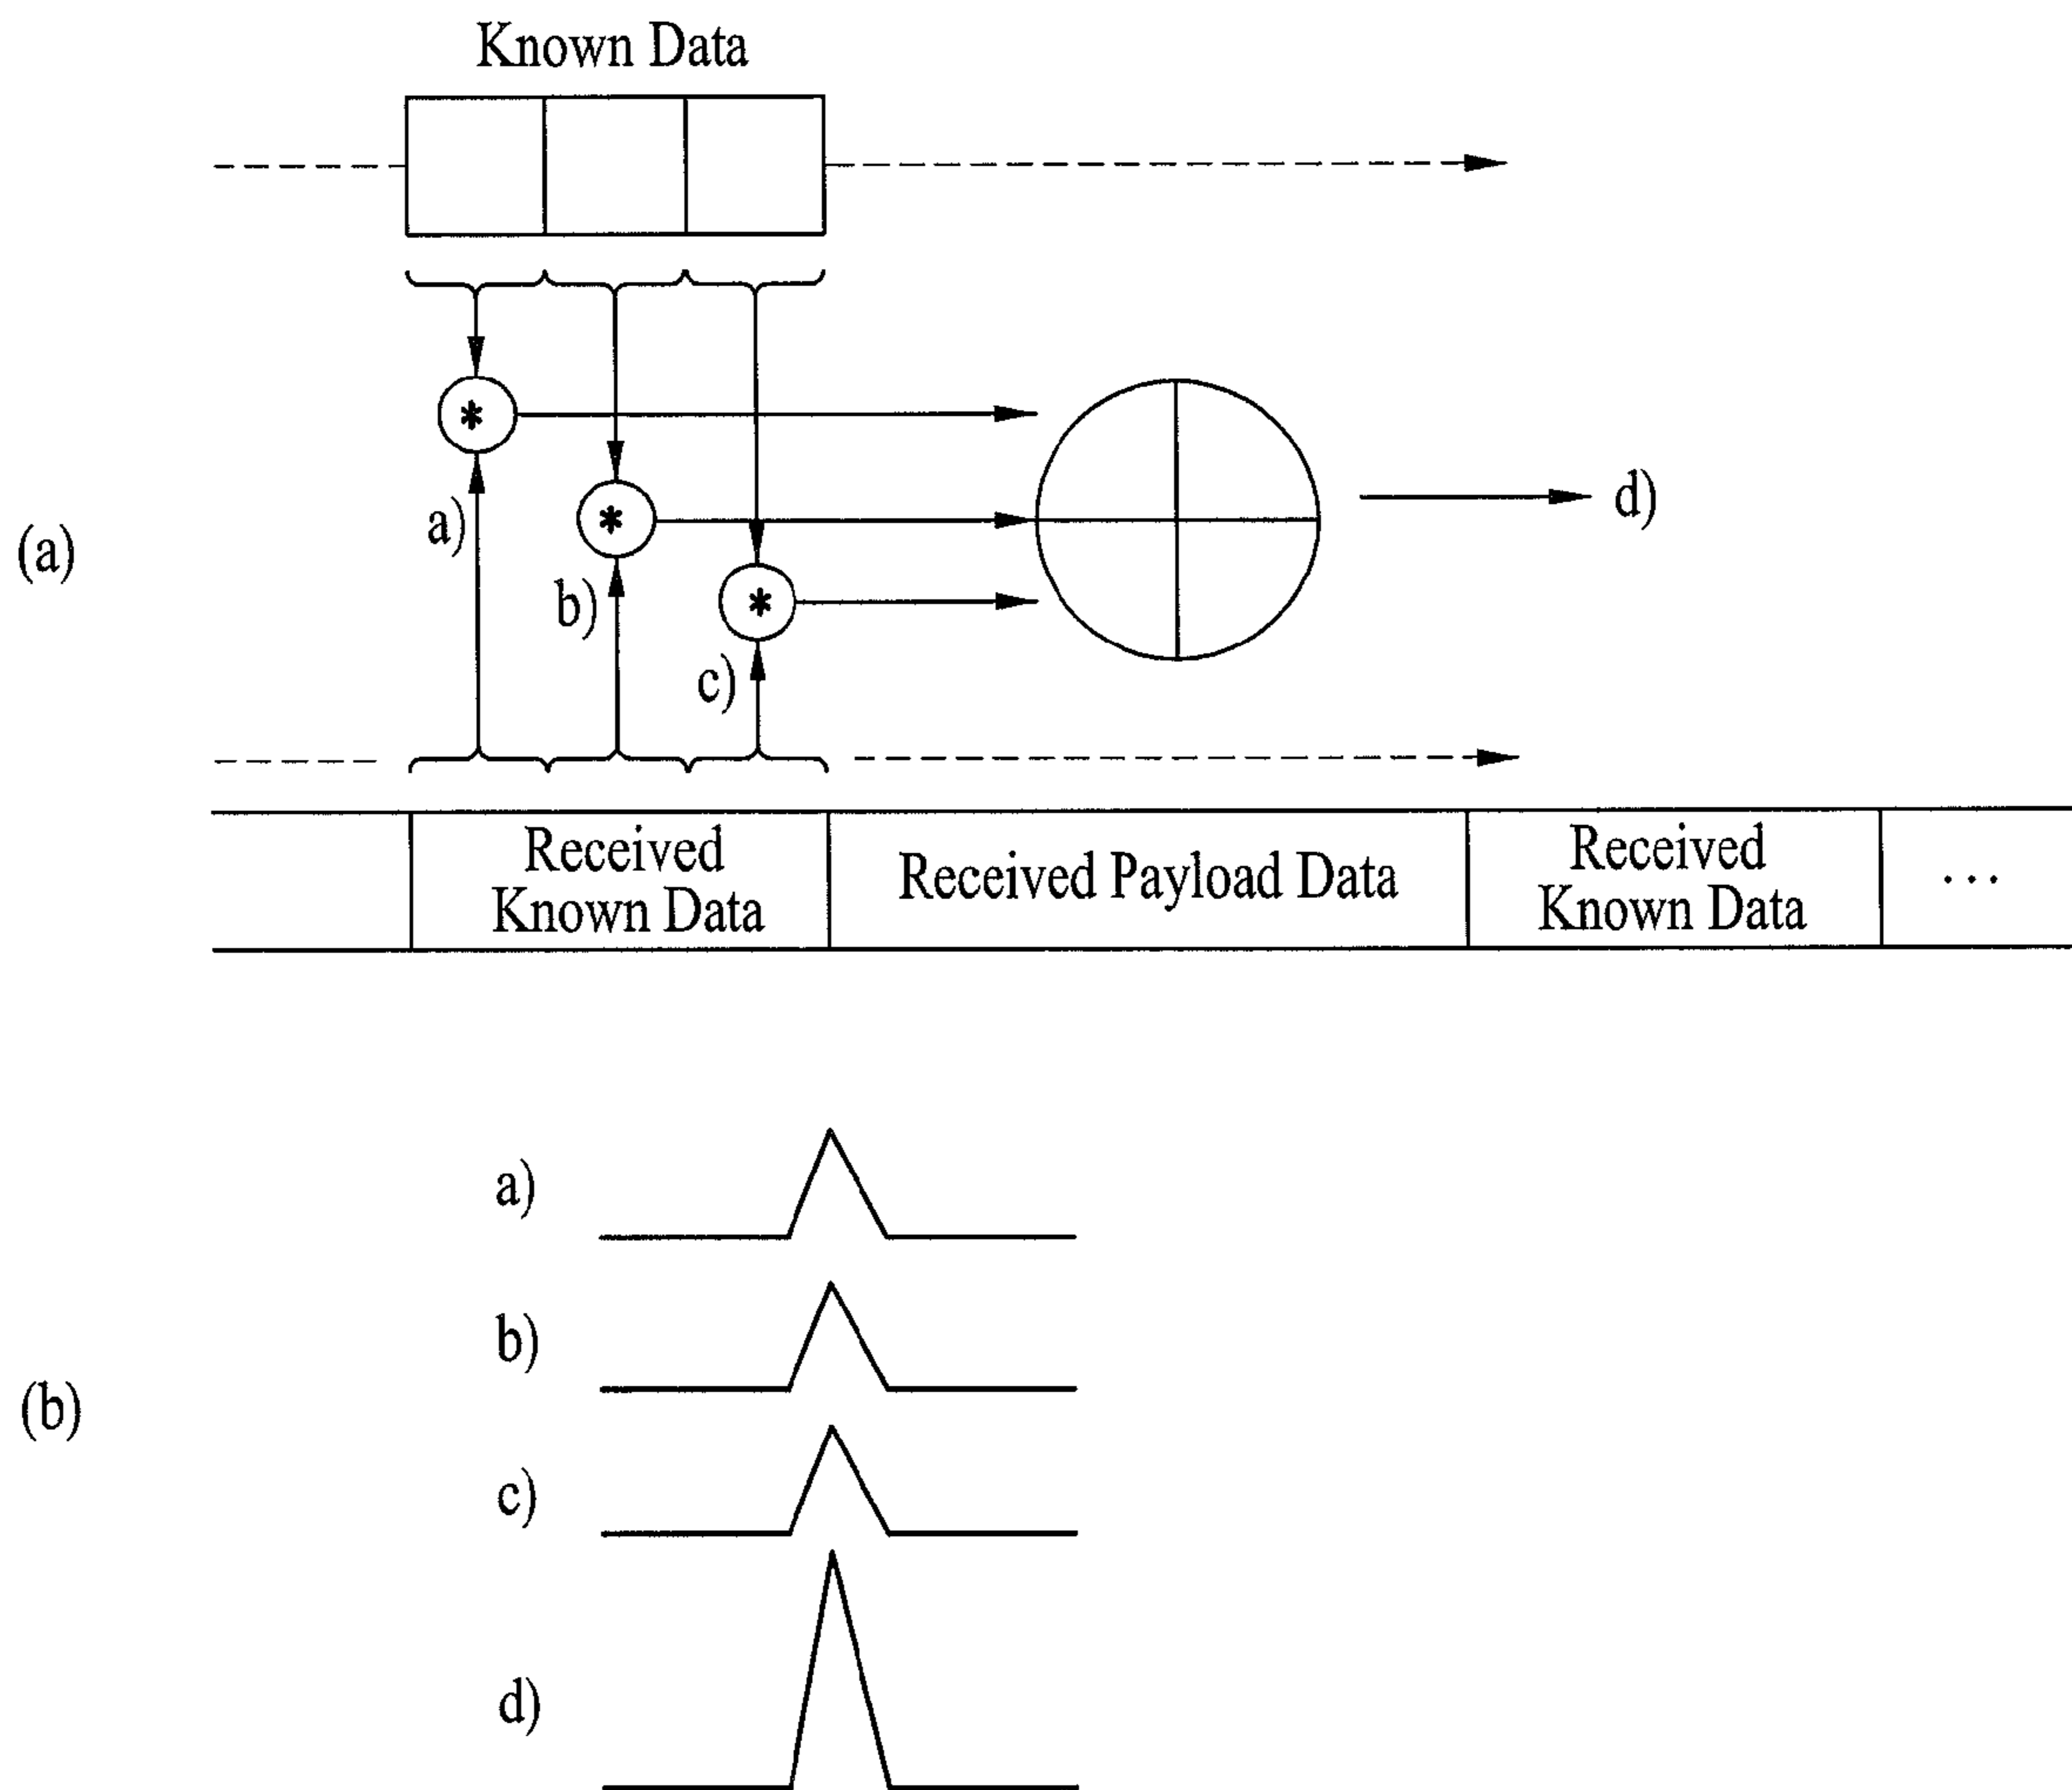 Known Data
*
a)
*
b)
*
c)
d)
(a)
Received
Known Data
Received Payload Data
Received
Known Data
...
a)
b)
(b)
c)
d)